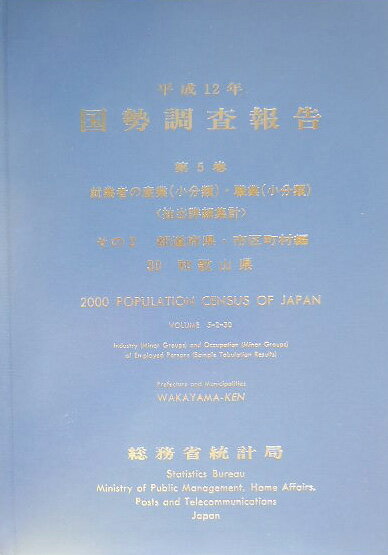 平成12年
国勢調査報告
第5巻
就業者の産業(小分類)・職業(小分類)
〈抽出詳細集計〉
その2 都道府県・市区町村編
30 和歌山県
2000 POPULATION CENSUS OF JAPAN
VOLUME 5-2-30
Industry (Minor Groups) and Occupation (Minor Groups)
of Employed Persons (Sample Tabulation Results)
Prefecture and Municipalities
WAKAYAMA-KEN
総務省統計局
Statistics Bureau
Ministry of Public Management, Home Affairs,
Posts and Telecommunications
Japan